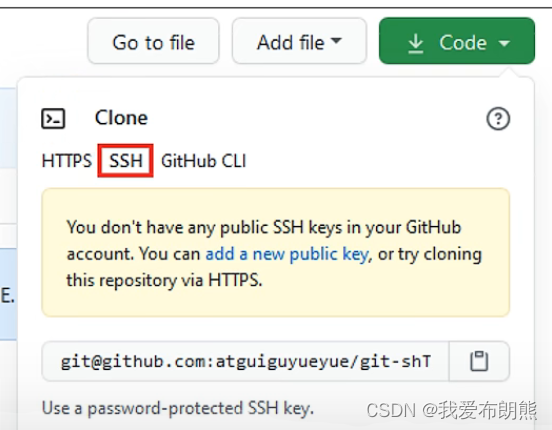 Go to file Add file Code
Clone
HTTPS SSH GitHub CLI
You don't have any public SSH keys in your GitHub
account. You can add a new public key, or try cloning
this repository via HTTPS.
E.
git@github.com:atguiguyueyue/git-shT
Use a password-protected SSH key.
CSDN @我爱布朗熊